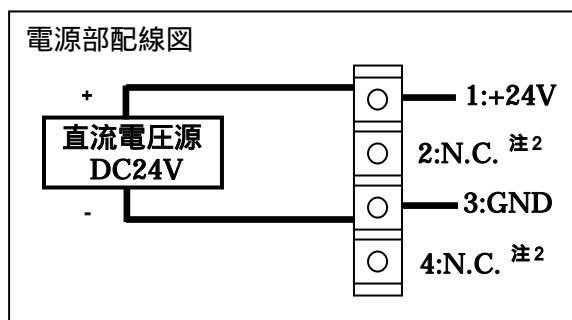 電源部配線図
+
直流電圧源
DC24V
-
1:+24V
2:N.C. 注2
3:GND
4:N.C. 注2